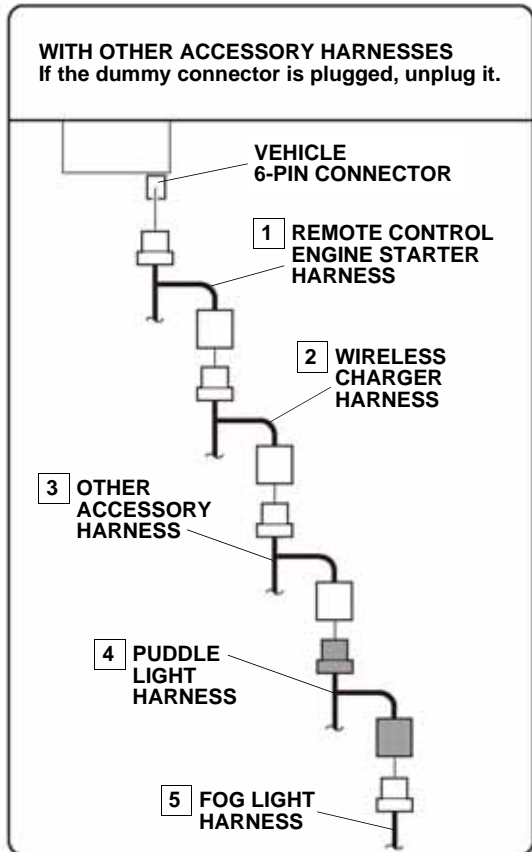 WITH OTHER ACCESSORY HARNESSES
If the dummy connector is plugged, unplug it.
VEHICLE
6-PIN CONNECTOR
1 REMOTE CONTROL
ENGINE STARTER
HARNESS
2 WIRELESS
CHARGER
HARNESS
3 OTHER
ACCESSORY
HARNESS
4 PUDDLE
LIGHT
HARNESS
5 FOG LIGHT
HARNESS